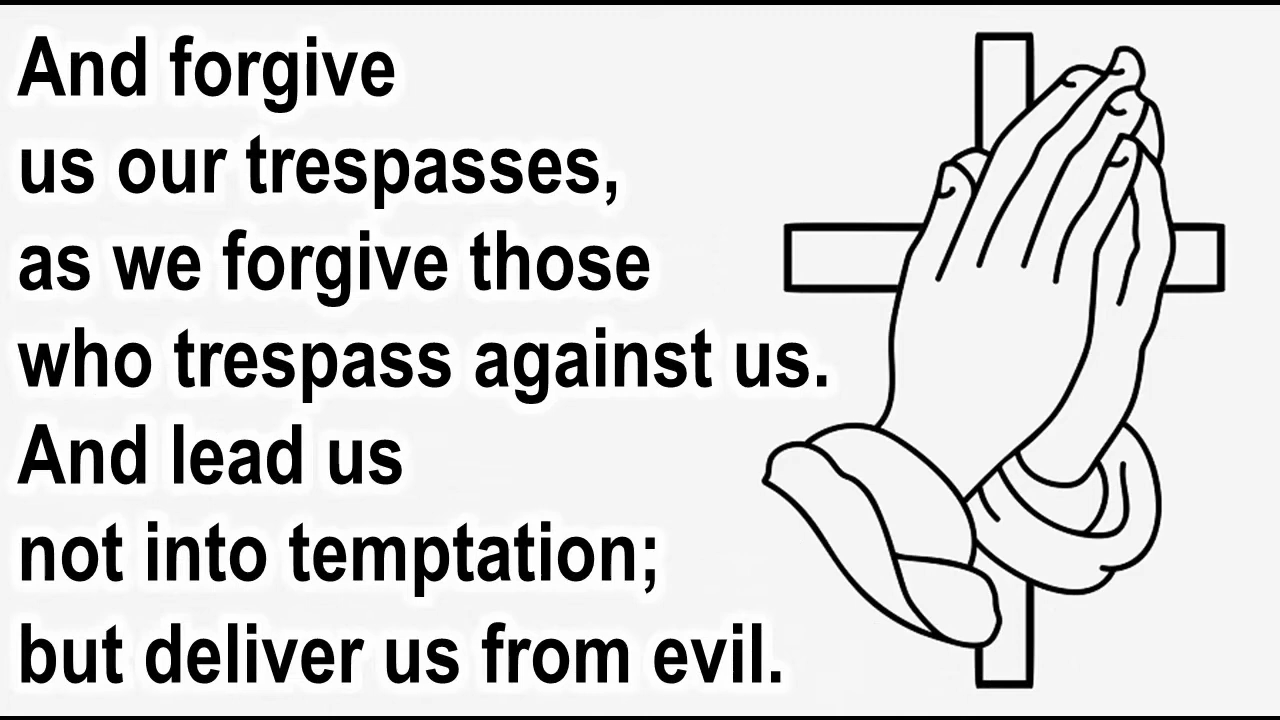 And forgive
us our trespasses,
as we forgive those
who trespass against us.
And lead us
not into temptation;
but deliver us from evil.